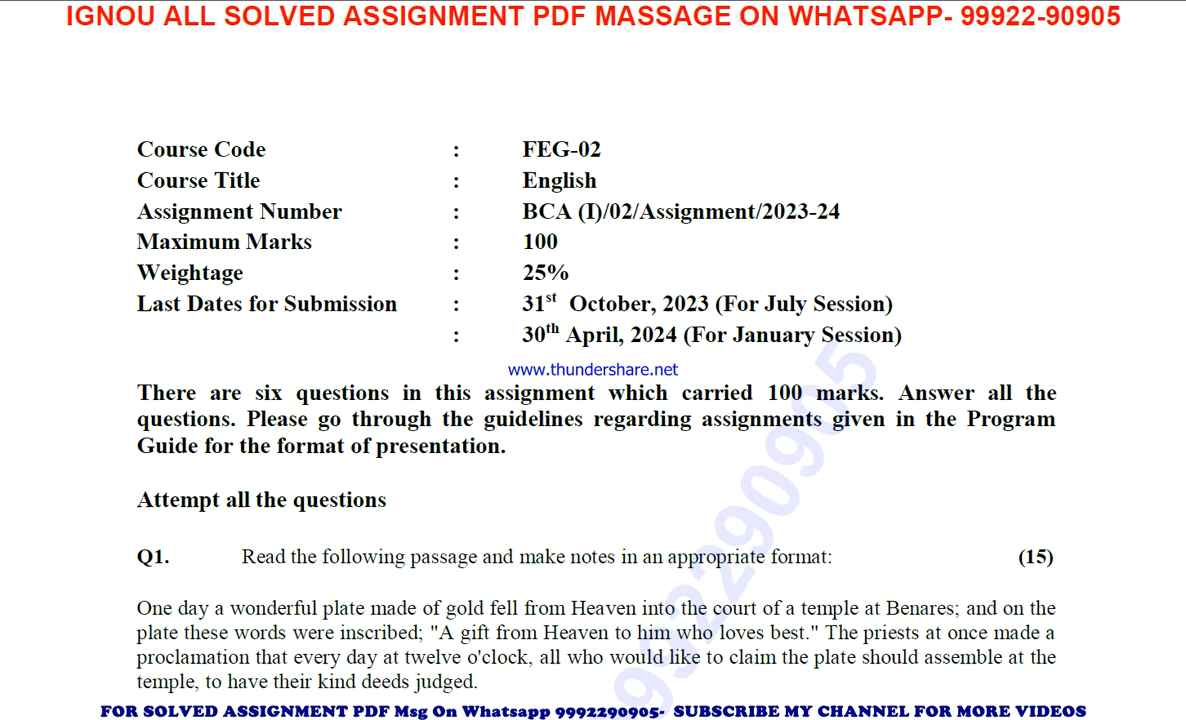 IGNOU ALL SOLVED ASSIGNMENT PDF MASSAGE ON WHATSAPP- 99922-90905
Course Code : FEG-02
Course Title : English
Assignment Number : BCA (I)/02/Assignment/2023-24
Maximum Marks : 100
Weightage : 25%
Last Dates for Submission : 31st October, 2023 (For July Session)
: 30th April, 2024 (For January Session)
www.thundershare.net
There are six questions in this assignment which carried 100 marks. Answer all the
questions. Please go through the guidelines regarding assignments given in the Program
Guide for the format of presentation.
Attempt all the questions
Q1. Read the following passage and make notes in an appropriate format: (15)
One day a wonderful plate made of gold fell from Heaven into the court of a temple at Benares; and on the
plate these words were inscribed; "A gift from Heaven to him who loves best." The priests at once made a
proclamation that every day at twelve o'clock, all who would like to claim the plate should assemble at the
temple, to have their kind deeds judged.
9992290905
FOR SOLVED ASSIGNMENT PDF Msg On Whatsapp 9992290905- SUBSCRIBE MY CHANNEL FOR MORE VIDEOS